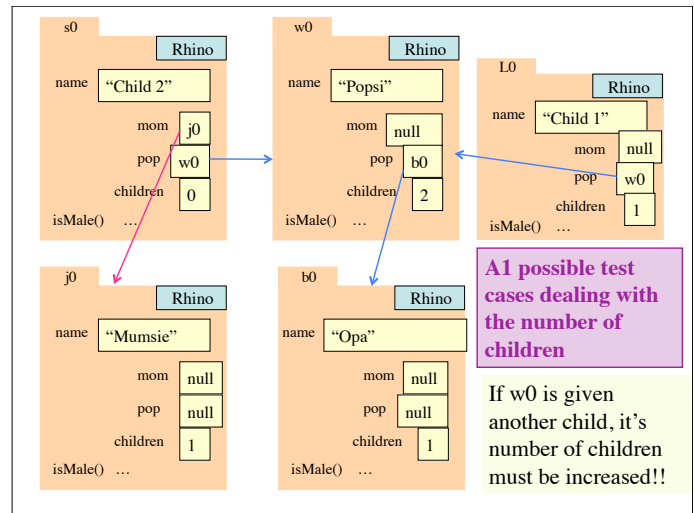 s0
Rhino
name "Child 2"
mom j0
pop w0
children 0
isMale() …
w0
Rhino
name "Popsi"
mom null
pop b0
children 2
isMale() …
L0
Rhino
name "Child 1"
mom null
pop w0
children 1
isMale() …
j0
Rhino
name "Mumsie"
mom null
pop null
children 1
isMale() …
b0
Rhino
name "Opa"
mom null
pop null
children 1
isMale() …
A1 possible test
cases dealing with
the number of
children
If w0 is given
another child, it's
number of children
must be increased!!